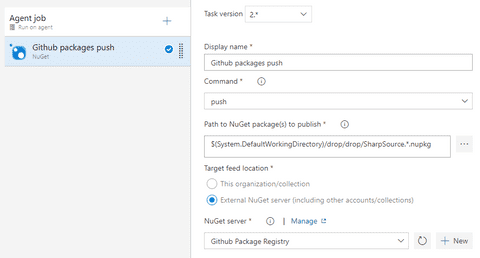 Agent job
Run on agent
Github packages push
NuGet
Task version 2.*
Display name *
Github packages push
Command *
push
Path to NuGet package(s) to publish *
$(System.DefaultWorkingDirectory)/drop/drop/SharpSource.*.nupkg
Target feed location *
This organization/collection
External NuGet server (including other accounts/collections)
NuGet server * | Manage
Github Package Registry
New